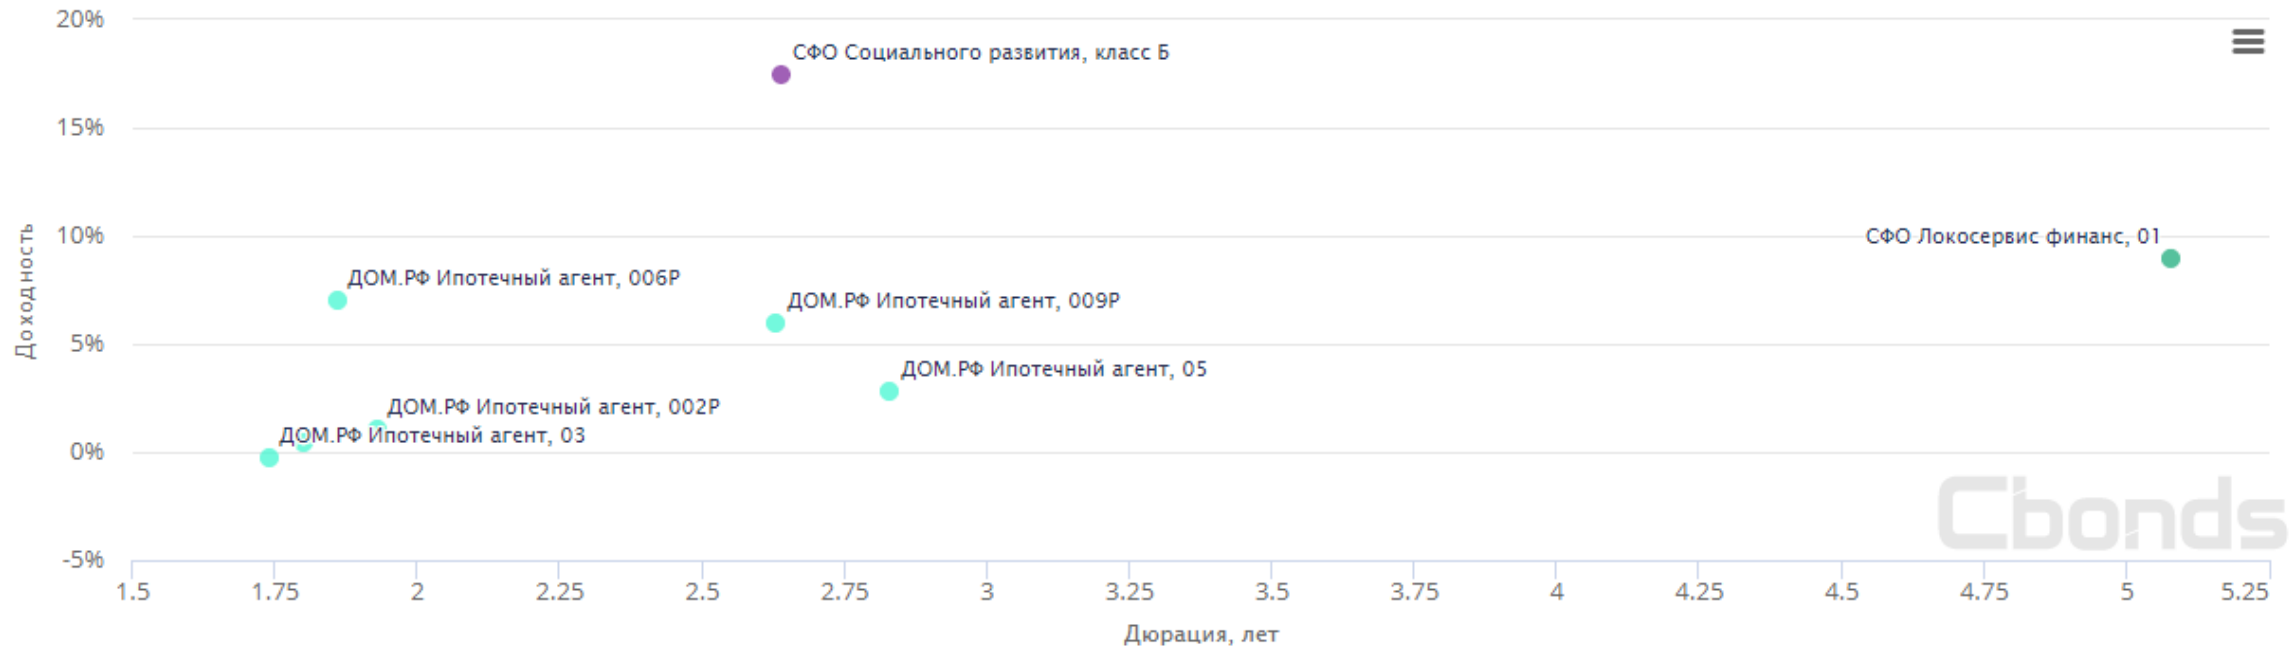 20%
СФО Социального развития, класс Б
15%
10%
СФО Локосервис финанс, 01
ДОМ.РФ Ипотечный агент, 006P
ДОМ.РФ Ипотечный агент, 009P
5%
ДОМ.РФ Ипотечный агент, 05
ДОМ.РФ Ипотечный агент, 002P
ДОМ.РФ Ипотечный агент, 03
0%
-5%
Доходность
Cbonds
1.5 1.75 2 2.25 2.5 2.75 3 3.25 3.5 3.75 4 4.25 4.5 4.75 5 5.25
Дюрация, лет